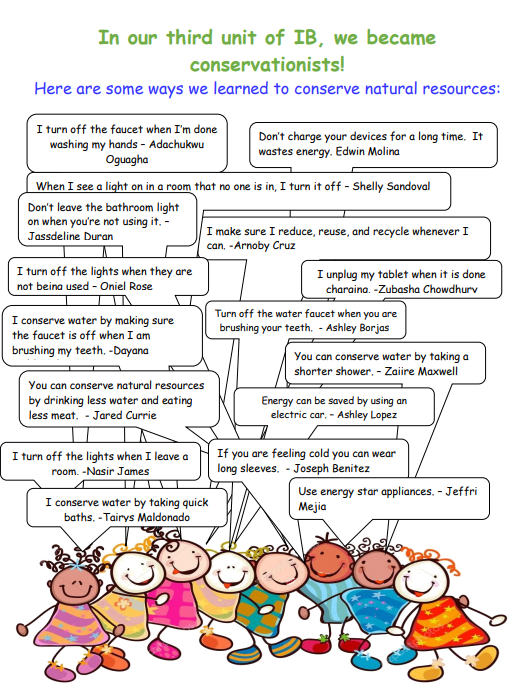 In our third unit of IB, we became
conservationists!
Here are some ways we learned to conserve natural resources:
I turn off the faucet when I'm done
washing my hands – Adachukwu
Oguagha
Don't charge your devices for a long time. It
wastes energy. Edwin Molina
When I see a light on in a room that no one is in, I turn it off – Shelly Sandoval
Don't leave the bathroom light
on when you're not using it. –
Jassdeline Duran
I make sure I reduce, reuse, and recycle whenever I
can. -Arnoby Cruz
I turn off the lights when they are
not being used – Oniel Rose
I unplug my tablet when it is done
charging. -Zubasha Chowdhury
I conserve water by making sure
the faucet is off when I am
brushing my teeth. -Dayana
Turn off the water faucet when you are
brushing your teeth. - Ashley Borjas
You can conserve water by taking a
shorter shower. – Zaiire Maxwell
You can conserve natural resources
by drinking less water and eating
less meat. - Jared Currie
Energy can be saved by using an
electric car. – Ashley Lopez
I turn off the lights when I leave a
room. -Nasir James
If you are feeling cold you can wear
long sleeves. - Joseph Benitez
Use energy star appliances. – Jeffri
Mejia
I conserve water by taking quick
baths. -Tairys Maldonado